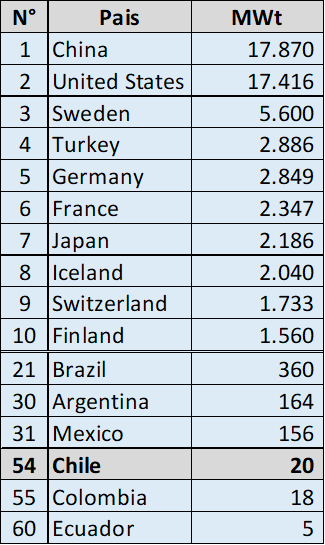 N° Pais MWt
1 China 17.870
2 United States 17.416
3 Sweden 5.600
4 Turkey 2.886
5 Germany 2.849
6 France 2.347
7 Japan 2.186
8 Iceland 2.040
9 Switzerland 1.733
10 Finland 1.560
21 Brazil 360
30 Argentina 164
31 Mexico 156
54 Chile 20
55 Colombia 18
60 Ecuador 5